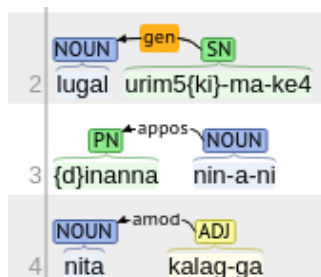 gen
NOUN SN
2 lugal urim5{ki}-ma-ke4
appos
PN NOUN
3 {d}inanna nin-a-ni
amod
NOUN ADJ
4 nita kalag-ga